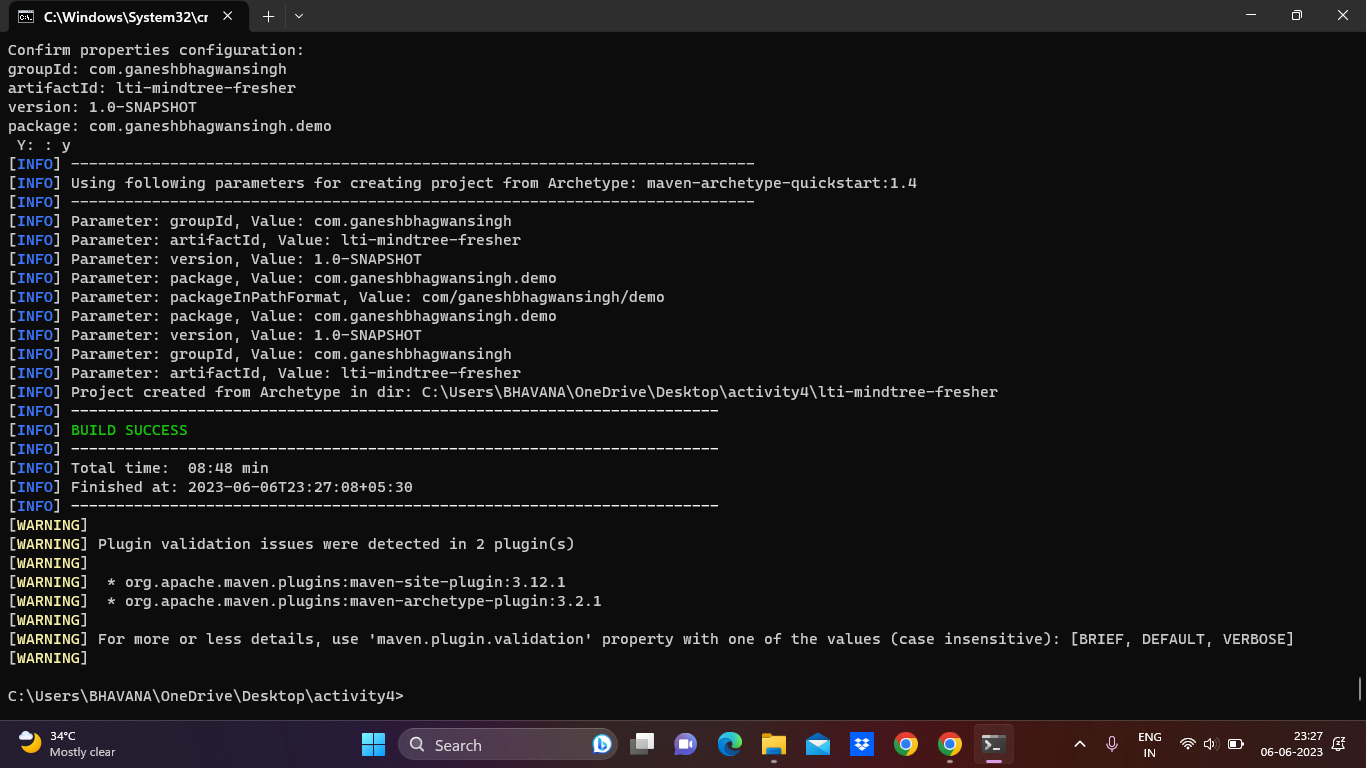 C:\Windows\System32\cr
Confirm properties configuration:
groupId: com.ganeshbhagwansingh
artifactId: lti-mindtree-fresher
version: 1.0-SNAPSHOT
package: com.ganeshbhagwansingh.demo
 Y: : y
[INFO] ----------------------------------------------------------------------------
[INFO] Using following parameters for creating project from Archetype: maven-archetype-quickstart:1.4
[INFO] ----------------------------------------------------------------------------
[INFO] Parameter: groupId, Value: com.ganeshbhagwansingh
[INFO] Parameter: artifactId, Value: lti-mindtree-fresher
[INFO] Parameter: version, Value: 1.0-SNAPSHOT
[INFO] Parameter: package, Value: com.ganeshbhagwansingh.demo
[INFO] Parameter: packageInPathFormat, Value: com/ganeshbhagwansingh/demo
[INFO] Parameter: package, Value: com.ganeshbhagwansingh.demo
[INFO] Parameter: version, Value: 1.0-SNAPSHOT
[INFO] Parameter: groupId, Value: com.ganeshbhagwansingh
[INFO] Parameter: artifactId, Value: lti-mindtree-fresher
[INFO] Project created from Archetype in dir: C:\Users\BHAVANA\OneDrive\Desktop\activity4\lti-mindtree-fresher
[INFO] ------------------------------------------------------------------------
[INFO] BUILD SUCCESS
[INFO] ------------------------------------------------------------------------
[INFO] Total time:  08:48 min
[INFO] Finished at: 2023-06-06T23:27:08+05:30
[INFO] ------------------------------------------------------------------------
[WARNING]
[WARNING] Plugin validation issues were detected in 2 plugin(s)
[WARNING]
[WARNING]  * org.apache.maven.plugins:maven-site-plugin:3.12.1
[WARNING]  * org.apache.maven.plugins:maven-archetype-plugin:3.2.1
[WARNING]
[WARNING] For more or less details, use 'maven.plugin.validation' property with one of the values (case insensitive): [BRIEF, DEFAULT, VERBOSE]
[WARNING]
C:\Users\BHAVANA\OneDrive\Desktop\activity4>
34°C
Mostly clear
Search
ENG
IN
23:27
06-06-2023